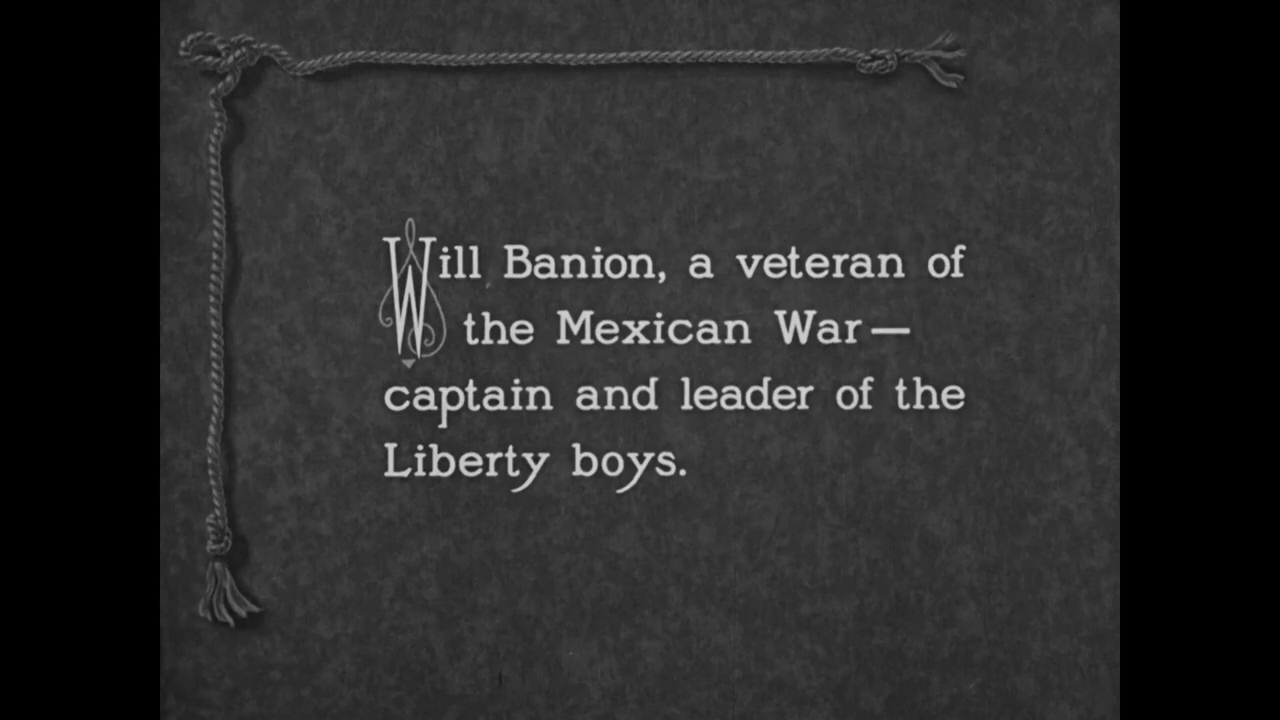 Will Banion, a veteran of
the Mexican War—
captain and leader of the
Liberty boys.